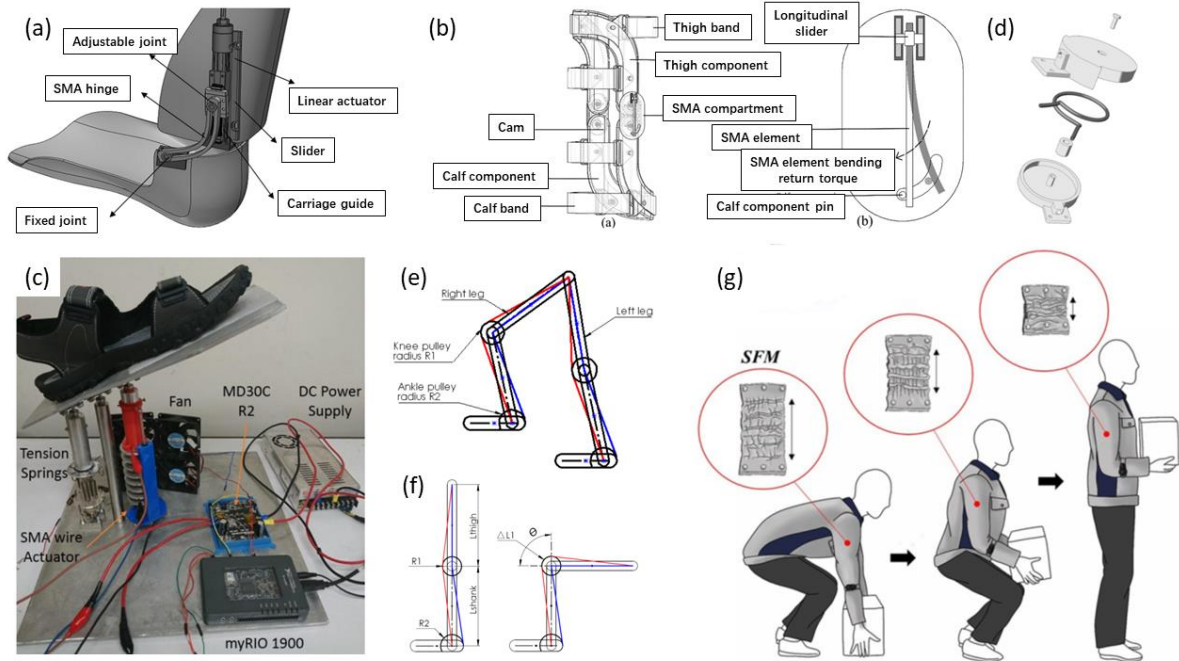 (a)
Adjustable joint
SMA hinge
Linear actuator
Slider
Carriage guide
Fixed joint
(b)
Thigh band
Thigh component
SMA compartment
Cam
Calf component
Calf band
(a)
Longitudinal
slider
SMA element
SMA element bending
return torque
Calf component pin
(b)
(d)
(c)
Fan
MD30C
R2
DC Power
Supply
Tension
Springs
SMA wire
Actuator
myRIO 1900
(e)
Right leg
Left leg
Knee pulley
radius R1
Ankle pulley
radius R2
(f)
Lthigh
R1
Lshank
R2
△L1
(g)
SFM